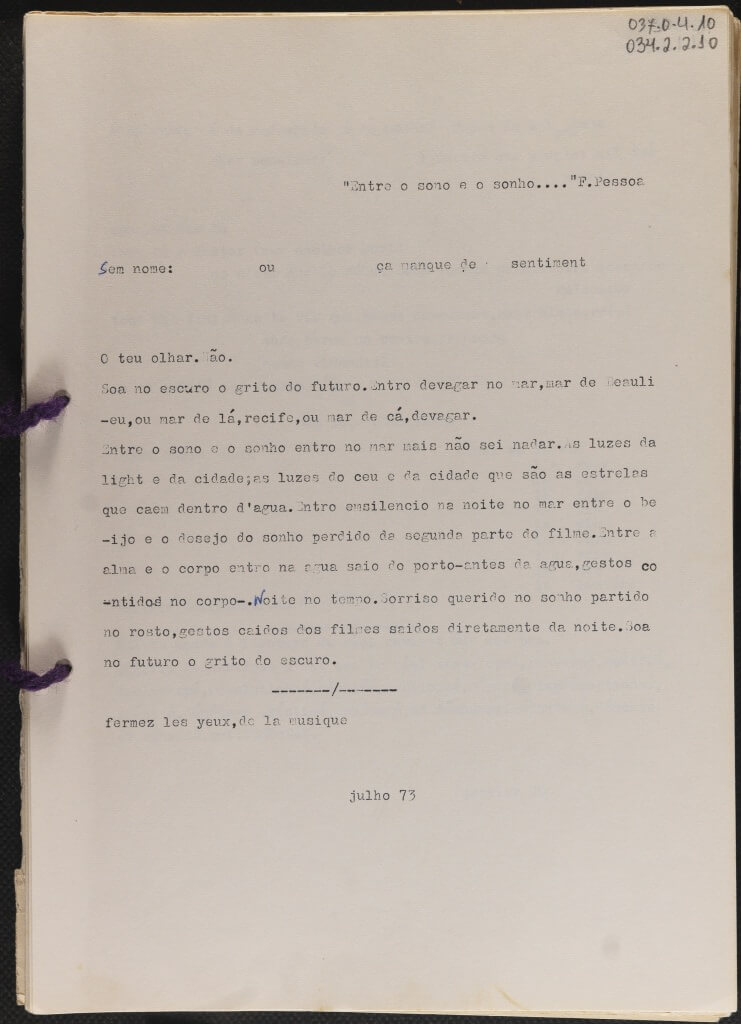 037.0-4.10
034.2.2.10
"Entre o sono e o sonho...."F.Pessoa
Sem nome: ou ça manque de sentiment
O teu olhar.Não.
Soa no escuro o grito do futuro.Entro devagar no mar,mar de Beauli
-eu,ou mar de lá,recife,ou mar de cá,devagar.
Entre o sono e o sonho entro no mar mais não sei nadar.As luzes da
light e da cidade;as luzes do ceu e da cidade que são as estrelas
que caem dentro d'agua.Entro emsilencio na noite no mar entre o be
-ijo e o desejo do sonho perdido da segunda parte do filme.Entre a
alma e o corpo entro na agua saio do porto-antes da agua,gestos co
-ntidos no corpo-.Noite no tempo.Sorriso querido no sonho partido
no rosto,gestos caidos dos filmes saidos diretamente da noite.Soa
no futuro o grito do escuro.
-------/-------
fermez les yeux,de la musique
julho 73